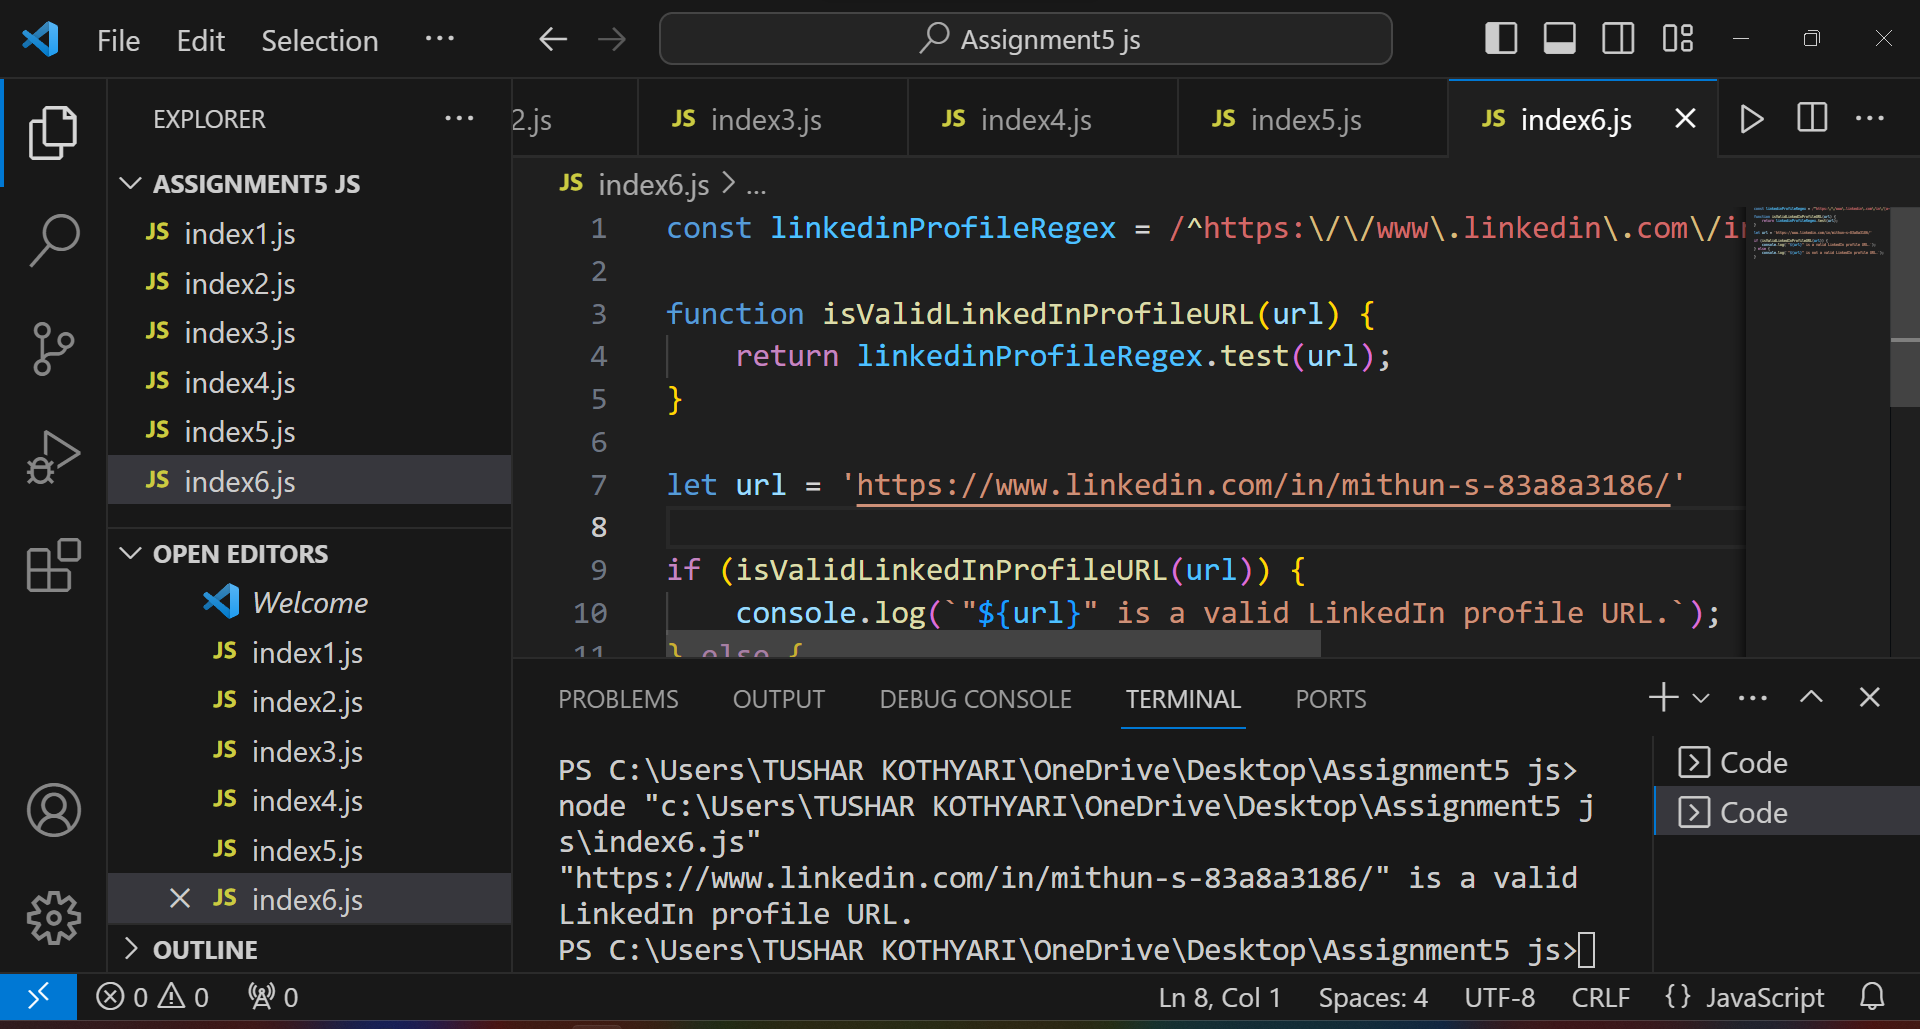 File Edit Selection ··· Assignment5 js
EXPLORER ···
ASSIGNMENT5 JS
JS index1.js
JS index2.js
JS index3.js
JS index4.js
JS index5.js
JS index6.js
OPEN EDITORS
Welcome
JS index1.js
JS index2.js
JS index3.js
JS index4.js
JS index5.js
JS index6.js
OUTLINE
2.js JS index3.js JS index4.js JS index5.js JS index6.js
JS index6.js > ...
1 const linkedinProfileRegex = /^https:\/\/www\.linkedin\.com\/in
2
3 function isValidLinkedInProfileURL(url) {
4 return linkedinProfileRegex.test(url);
5 }
6
7 let url = 'https://www.linkedin.com/in/mithun-s-83a8a3186/'
8
9 if (isValidLinkedInProfileURL(url)) {
10 console.log(`"${url}" is a valid LinkedIn profile URL.`);
11 } else {
PROBLEMS OUTPUT DEBUG CONSOLE TERMINAL PORTS
PS C:\Users\TUSHAR KOTHYARI\OneDrive\Desktop\Assignment5 js>
node "c:\Users\TUSHAR KOTHYARI\OneDrive\Desktop\Assignment5 j
s\index6.js"
"https://www.linkedin.com/in/mithun-s-83a8a3186/" is a valid
LinkedIn profile URL.
PS C:\Users\TUSHAR KOTHYARI\OneDrive\Desktop\Assignment5 js>
Code
Code
0 0 0 Ln 8, Col 1 Spaces: 4 UTF-8 CRLF {} JavaScript